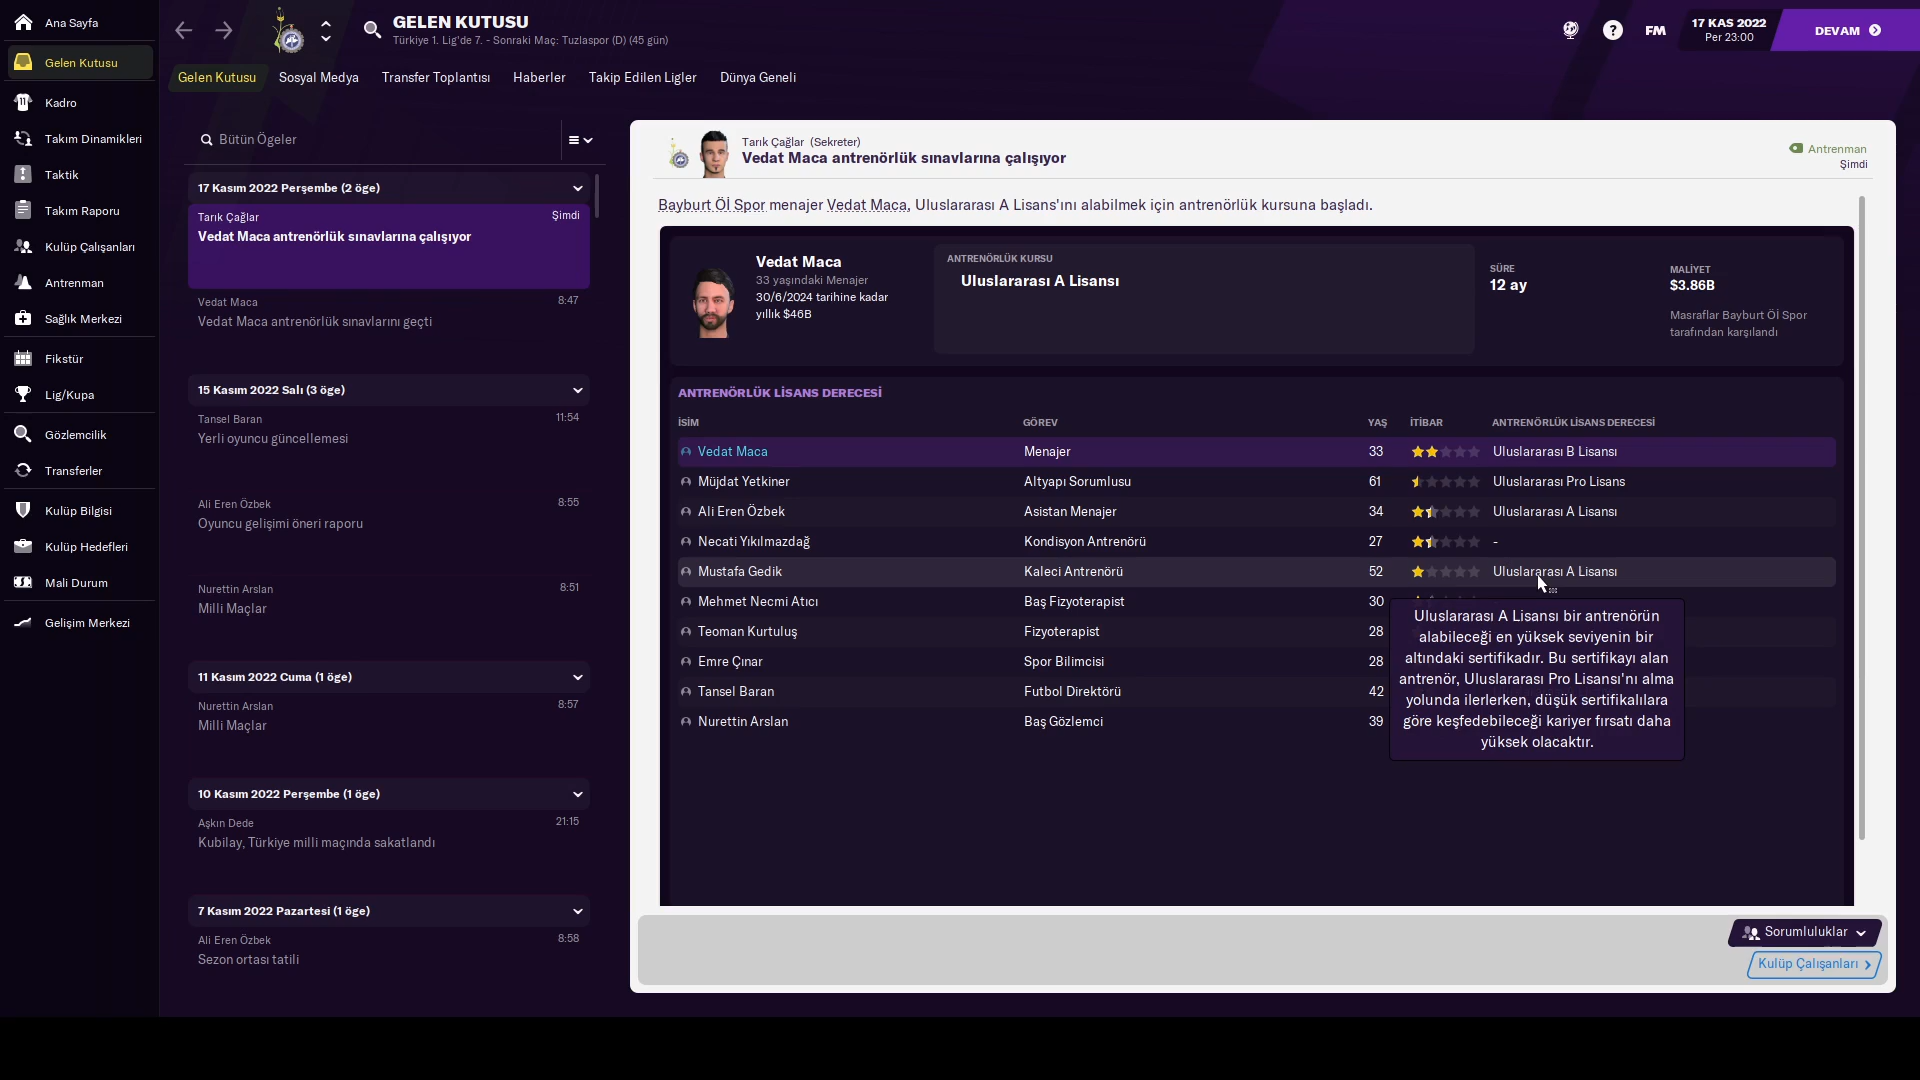 Ana Sayfa
Gelen Kutusu
Kadro
Takım Dinamikleri
Taktik
Takım Raporu
Kulüp Çalışanları
Antrenman
Sağlık Merkezi
Fikstür
Lig/Kupa
Gözlemcilik
Transferler
Kulüp Bilgisi
Kulüp Hedefleri
Mali Durum
Gelişim Merkezi
GELEN KUTUSU
Türkiye 1. Lig'de 7. - Sonraki Maç: Tuzlaspor (D) (45 gün)
FM
17 KAS 2022
Per 23:00
DEVAM
Gelen Kutusu
Sosyal Medya
Transfer Toplantısı
Haberler
Takip Edilen Ligler
Dünya Geneli
Bütün Ögeler
17 Kasım 2022 Perşembe (2 öge)
Tarık Çağlar Şimdi
Vedat Maca antrenörlük sınavlarına çalışıyor
Vedat Maca 8:47
Vedat Maca antrenörlük sınavlarını geçti
15 Kasım 2022 Salı (3 öge)
Tansel Baran 11:54
Yerli oyuncu güncellemesi
Ali Eren Özbek 8:55
Oyuncu gelişimi öneri raporu
Nurettin Arslan 8:51
Milli Maçlar
11 Kasım 2022 Cuma (1 öge)
Nurettin Arslan 8:57
Milli Maçlar
10 Kasım 2022 Perşembe (1 öge)
Aşkın Dede 21:15
Kubilay, Türkiye milli maçında sakatlandı
7 Kasım 2022 Pazartesi (1 öge)
Ali Eren Özbek 8:58
Sezon ortası tatili
Tarık Çağlar (Sekreter)
Vedat Maca antrenörlük sınavlarına çalışıyor
Antrenman
Şimdi
Bayburt Öİ Spor menajer Vedat Maca, Uluslararası A Lisans'ını alabilmek için antrenörlük kursuna başladı.
Vedat Maca
33 yaşındaki Menajer
30/6/2024 tarihine kadar
yıllık $46B
ANTRENÖRLÜK KURSU
Uluslararası A Lisansı
SÜRE
12 ay
MALİYET
$3.86B
Masraflar Bayburt Öİ Spor
tarafından karşılandı
ANTRENÖRLÜK LİSANS DERECESİ
İSİM GÖREV YAŞ İTİBAR ANTRENÖRLÜK LİSANS DERECESİ
Vedat Maca Menajer 33 Uluslararası B Lisansı
Müjdat Yetkiner Altyapı Sorumlusu 61 Uluslararası Pro Lisans
Ali Eren Özbek Asistan Menajer 34 Uluslararası A Lisansı
Necati Yıkılmazdağ Kondisyon Antrenörü 27 -
Mustafa Gedik Kaleci Antrenörü 52 Uluslararası A Lisansı
Mehmet Necmi Atıcı Baş Fizyoterapist 30
Teoman Kurtuluş Fizyoterapist 28
Emre Çınar Spor Bilimcisi 28
Tansel Baran Futbol Direktörü 42
Nurettin Arslan Baş Gözlemci 39
Uluslararası A Lisansı bir antrenörün
alabileceği en yüksek seviyenin bir
altındaki sertifikadır. Bu sertifikayı alan
antrenör, Uluslararası Pro Lisansı'nı alma
yolunda ilerlerken, düşük sertifikalılara
göre keşfedebileceği kariyer fırsatı daha
yüksek olacaktır.
Sorumluluklar
Kulüp Çalışanları